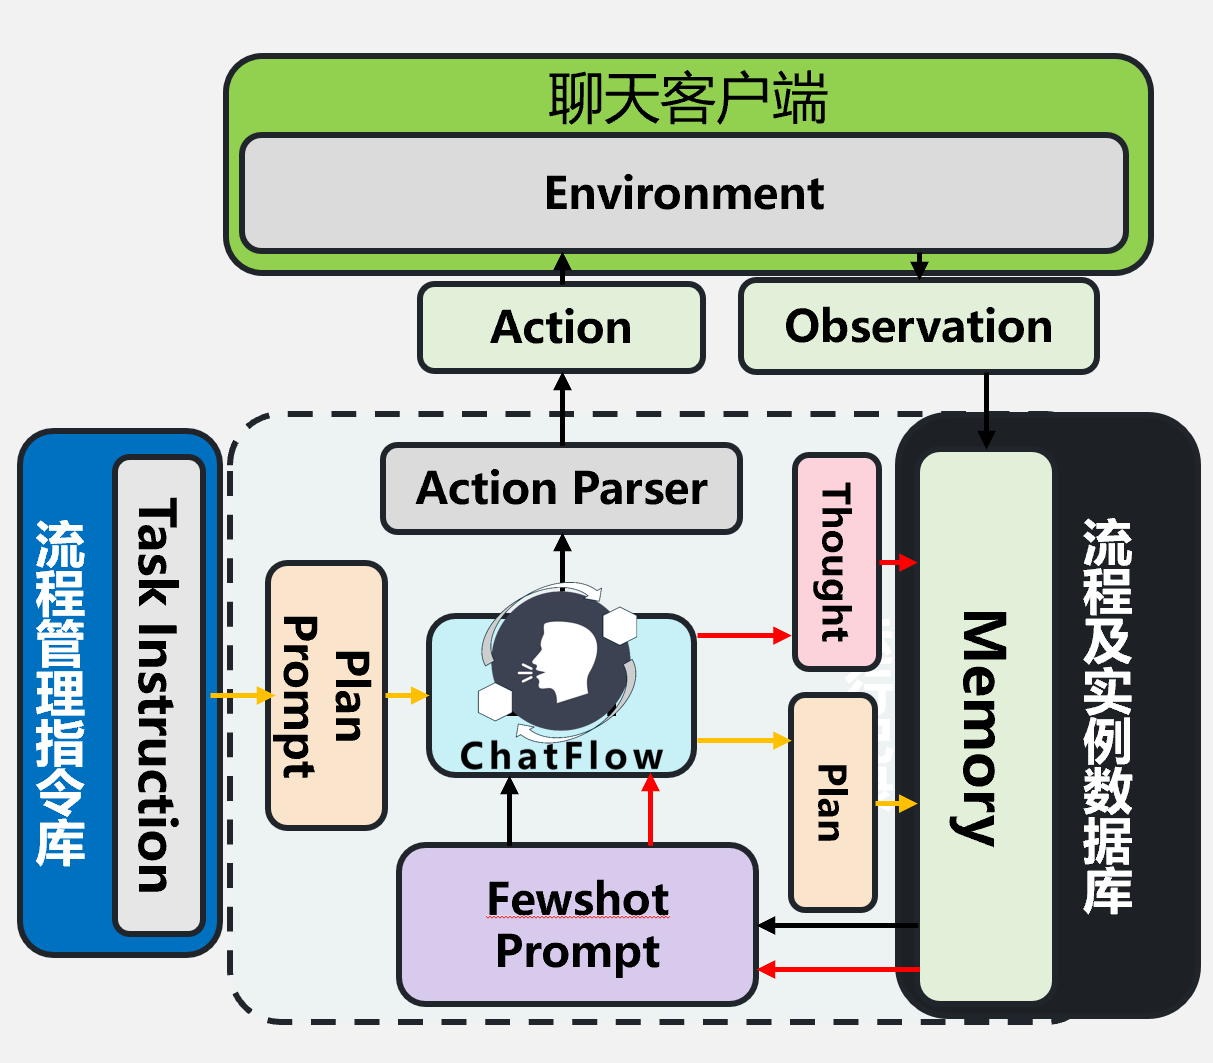 聊天客户端
Environment
Action
Observation
Action Parser
Thought
流程管理指令库
Task Instruction
Plan
Prompt
ChatFlow
Plan
Memory
流程及实例数据库
Fewshot
Prompt